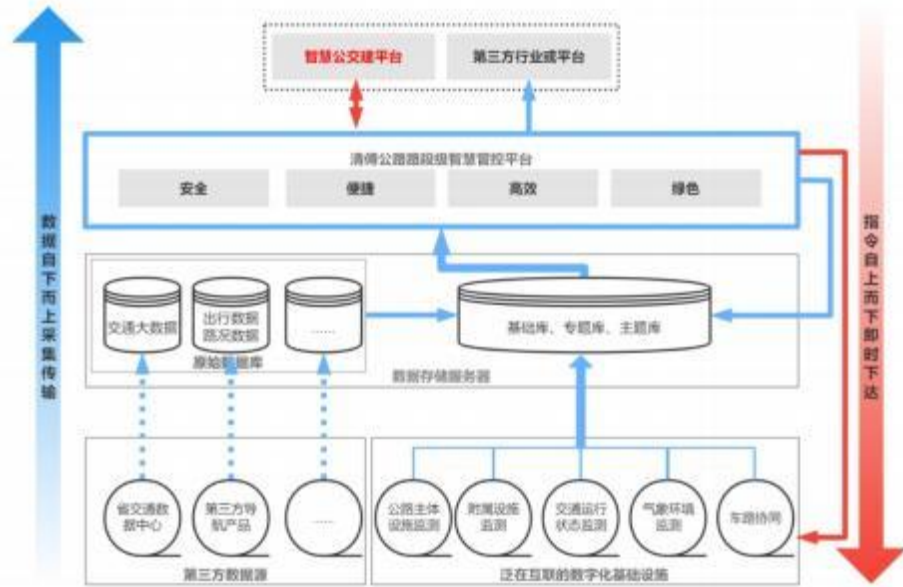 智慧公交建平台
第三方行业或平台
清傅公路路段级智慧管控平台
安全
便捷
高效
绿色
数据自下而上采集传输
指令自上而下即时下达
交通大数据
出行数据
路况数据
......
原始数据库
基础库、专题库、主题库
数据存储服务器
省交通数
据中心
第三方导
航产品
......
第三方数据源
公路主体
设施监测
附属设施
监测
交通运行
状态监测
气象环境
监测
车路协同
泛在互联的数字化基础设施